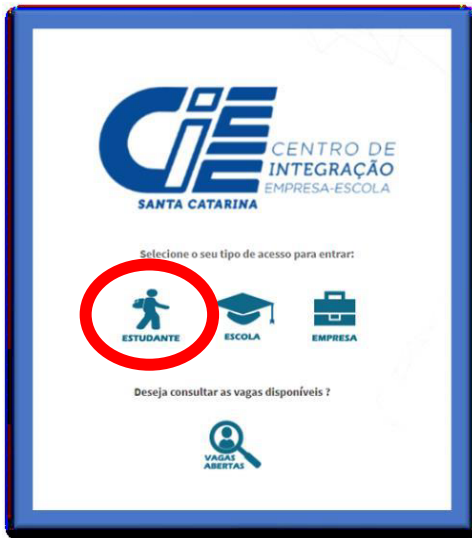 CIEE
CENTRO DE
INTEGRAÇÃO
EMPRESA-ESCOLA
SANTA CATARINA
Selecione o seu tipo de acesso para entrar:
ESTUDANTE
ESCOLA
EMPRESA
Deseja consultar as vagas disponíveis ?
VAGAS
ABERTAS